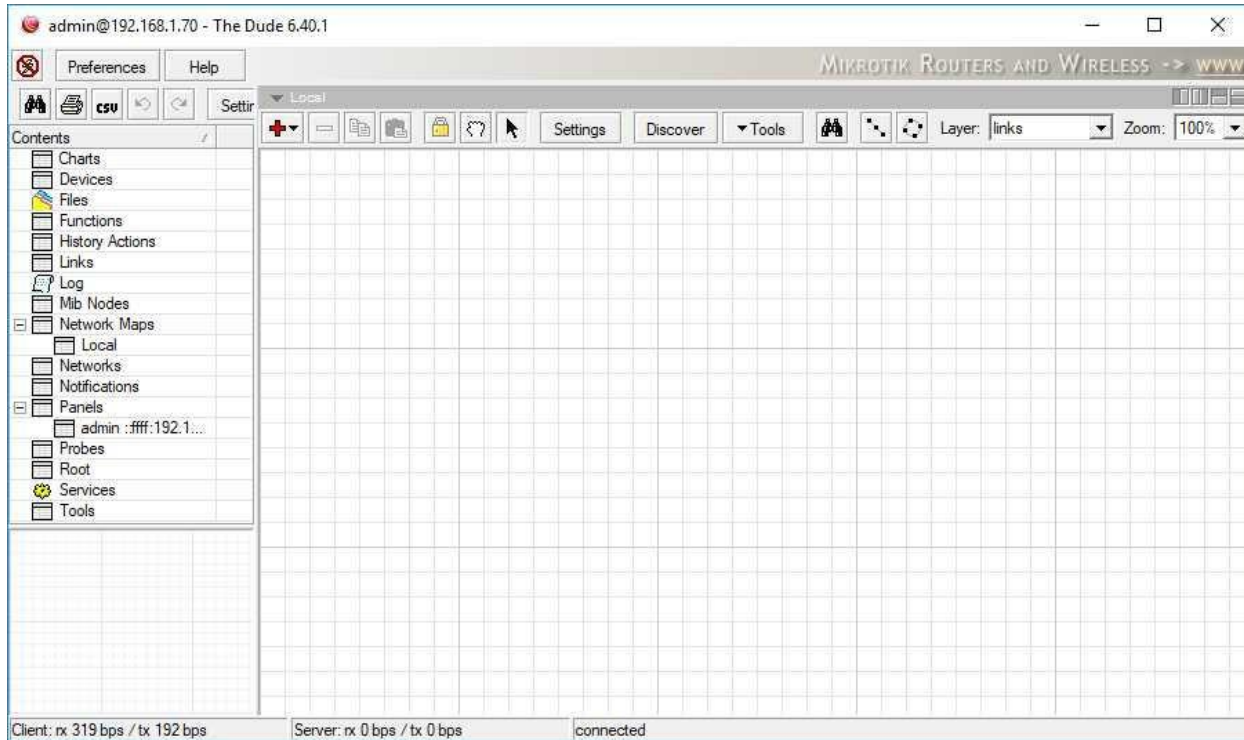 admin@192.168.1.70 - The Dude 6.40.1
Preferences Help
MIKROTIK ROUTERS AND WIRELESS -> WWW
csv Settin
Local
Settings Discover Tools Layer: links Zoom: 100%
Contents
Charts
Devices
Files
Functions
History Actions
Links
Log
Mib Nodes
Network Maps
Local
Networks
Notifications
Panels
admin ::ffff:192.1...
Probes
Root
Services
Tools
Client: rx 319 bps / tx 192 bps Server: rx 0 bps / tx 0 bps connected